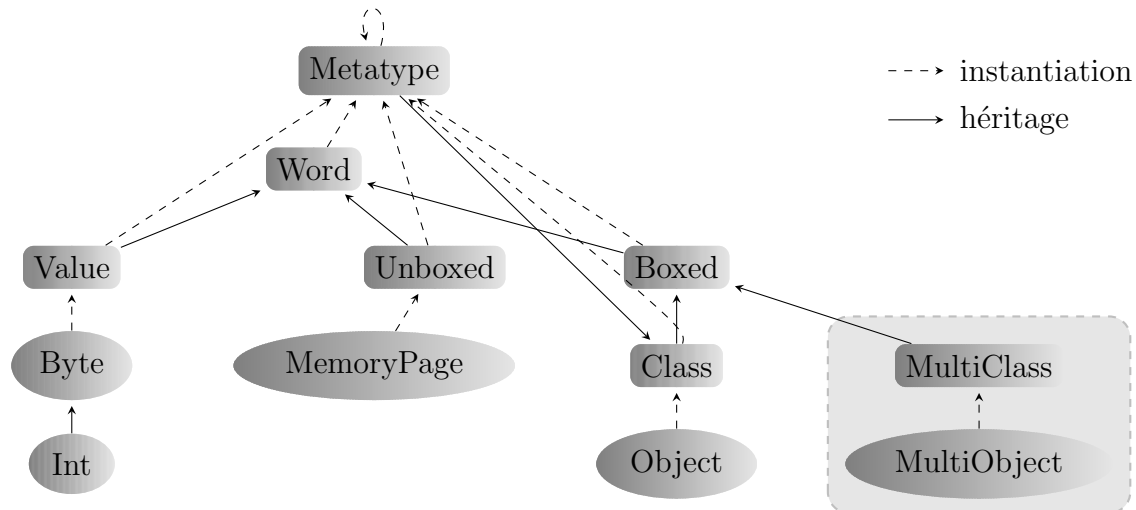 Metatype
instantiation
héritage
Word
Value
Unboxed
Boxed
Byte
MemoryPage
Class
MultiClass
Int
Object
MultiObject